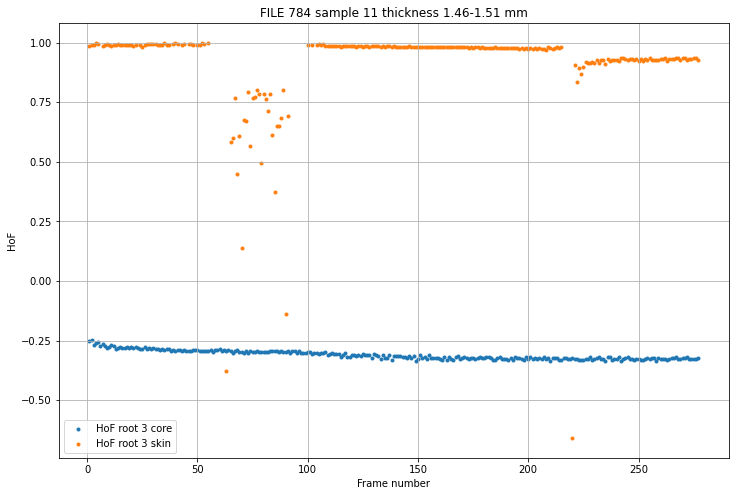 FILE 784 sample 11 thickness 1.46-1.51 mm
1.00
0.75
0.50
0.25
0.00
−0.25
−0.50
HoF
HoF root 3 core
HoF root 3 skin
0
50
100
150
200
250
Frame number